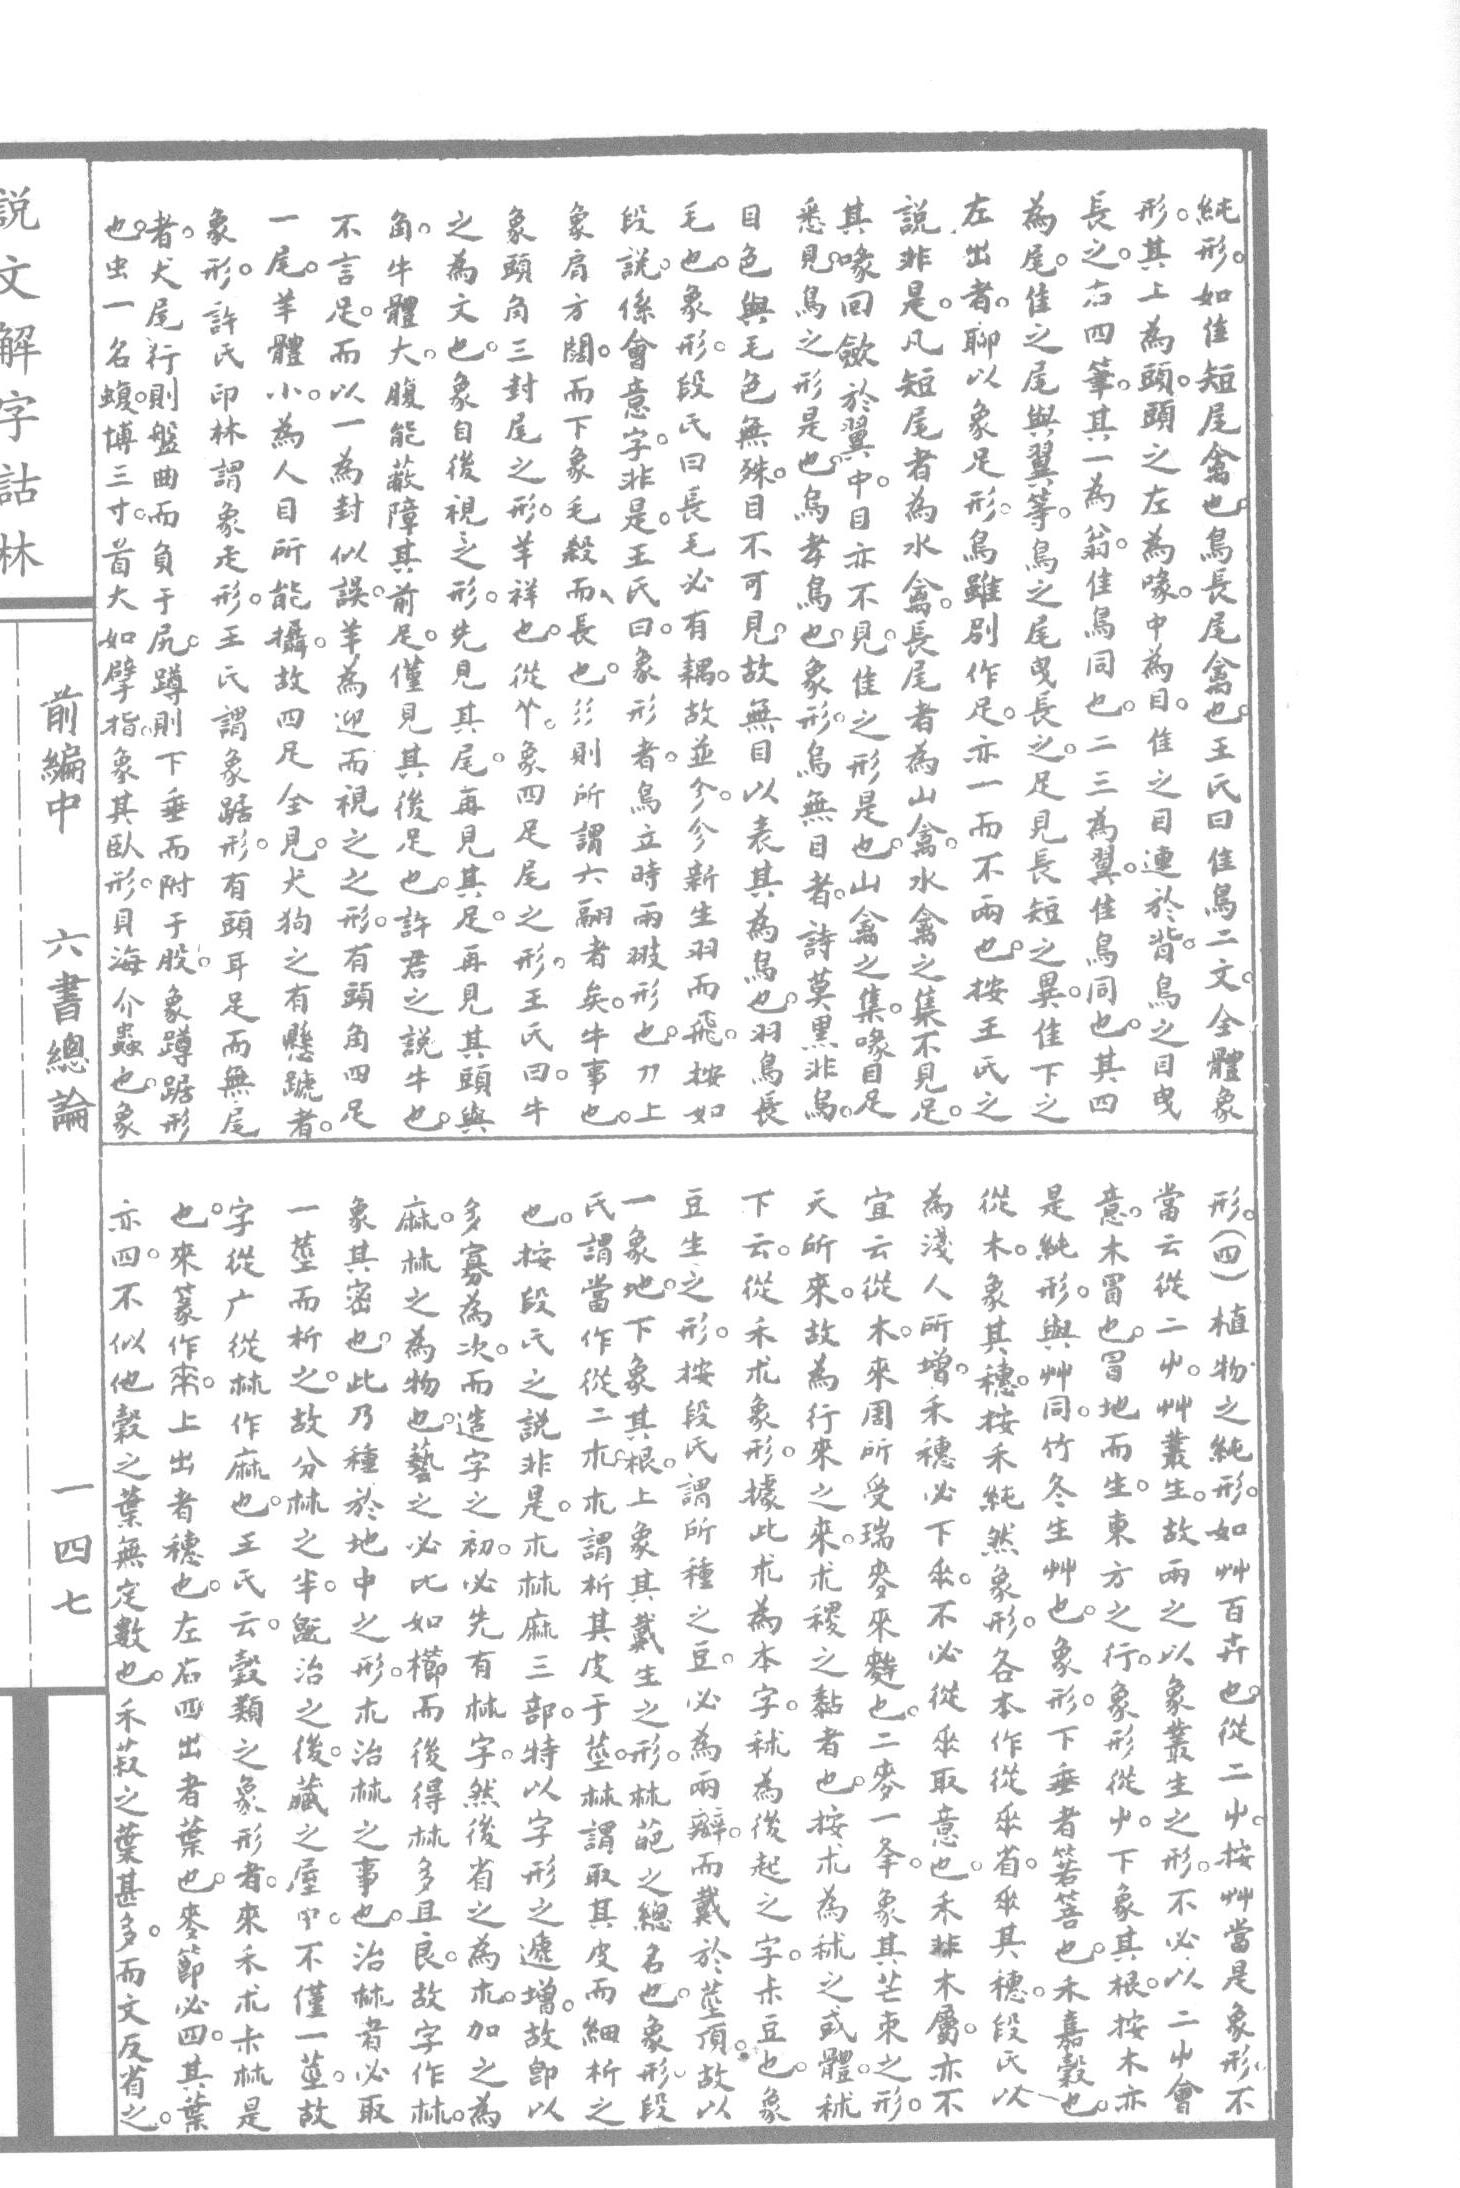 純形。如隹短尾禽也。鳥長尾禽也。王氏曰隹鳥二文。全體象
形。其上為頭。頭之左為喙。中為目。隹之目連於背。鳥之目曳
長之。右四筆。其一為翁。隹鳥同也。二三為翼。隹鳥同也。其四
為尾。隹之尾與翼等。鳥之尾曳長之。足見長短之異。隹下之
左出者。聊以象足形。鳥雖別作足。亦一而不兩也。按王氏之
說非是。凡短尾者為水禽。長尾者為山禽。水禽之集不見足。
其喙回歛於翼中。目亦不見。隹之形是也。山禽之集。喙目足
悉見。鳥之形是也。烏孝鳥也。象形。烏無目者。詩莫黑非烏。
目色與毛色無殊。目不可見。故無目以表其為烏也。羽鳥長
毛也。象形。段氏曰長毛必有耦。故並彡。彡新生羽而飛。按如
段說。係會意字。非是。王氏曰。象形者。鳥立時兩翅形也。刀上
象肩方闊。而下象毛殺而長也。彡則所謂六翮者矣。牛事也。
象頭角三封尾之形。羊祥也。從𦫳。象四足尾之形。王氏曰牛
之為文也。象自後視之形。先見其尾。再見其足。再見其頭與
角。牛體大。腹能蔽障其前足。僅見其後足也。許君之說牛也。
不言足。而以一為封似誤。羊為迎而視之之形。有頭角四足
一尾。羊體小。為人目所能攝。故四足全見。犬狗之有懸蹏者。
象形。許氏印林謂象走形。王氏謂象踞形。有頭耳足而無尾
者。犬尾行則盤曲而負于尻。蹲則下垂而附于股。象蹲踞形
也。虫一名蝮。博三寸。首大如擘指。象其臥形。貝海介蟲也。象
形。(四)植物之純形。如艸百卉也。從二屮。按艸當是象形。不
當云從二屮。艸叢生。故兩之以象叢生之形。不必以二屮會
意。木冒也。冒地而生。東方之行。象形從屮。下象其根。按木亦
是純形。與艸同。竹冬生艸也。象形。下垂者箬箁也。禾嘉穀也。
從木。象其穗。按禾純然象形。各本作從𠂹省。𠂹其穗。段氏以
為淺人所增。禾穗必下𠂹。不必從𠂹取意也。禾非木屬。亦不
宜云從木。來周所受瑞麥來麰也。二麥一夆。象其芒朿之形。
天所來。故為行來之來。朮稷之黏者也。按朮為秫之或體。秫
下云。從禾朮象形。據此朮為本字。秫為後起之字。尗豆也。象
豆生之形。按段氏謂所種之豆。必為兩瓣。而戴於莖頂。故以
一象地。下象其根。上象其戴生之形。𣏟葩之總名也。象形。段
氏謂當作從二朩。朩謂析其皮于莖。𣏟謂取其皮而細析之
也。按段氏之說非是。朩𣏟麻三部。特以字形之遞增。故即以
多寡為次。而造字之初。必先有𣏟字。然後省之為朩。加之為
麻。𣏟之為物也。藝之必比如櫛而後得𣏟多且良。故字作𣏟。
象其密也。此乃種於地中之形。朩治𣏟之事也。治𣏟者必取
一莖而析之。故分𣏟之半。旣治之後。藏之屋中。不僅一莖。故
字從广從𣏟作麻也。王氏云。穀類之象形者。來禾朮尗𣏟是
也。來篆作來。上出者穗也。左右四出者葉也。麥節必四。其葉
亦四。不似他穀之葉無定數也。禾菽之葉甚多。而文反省之。
說文解字詁林
前編中
六書總論
一四七